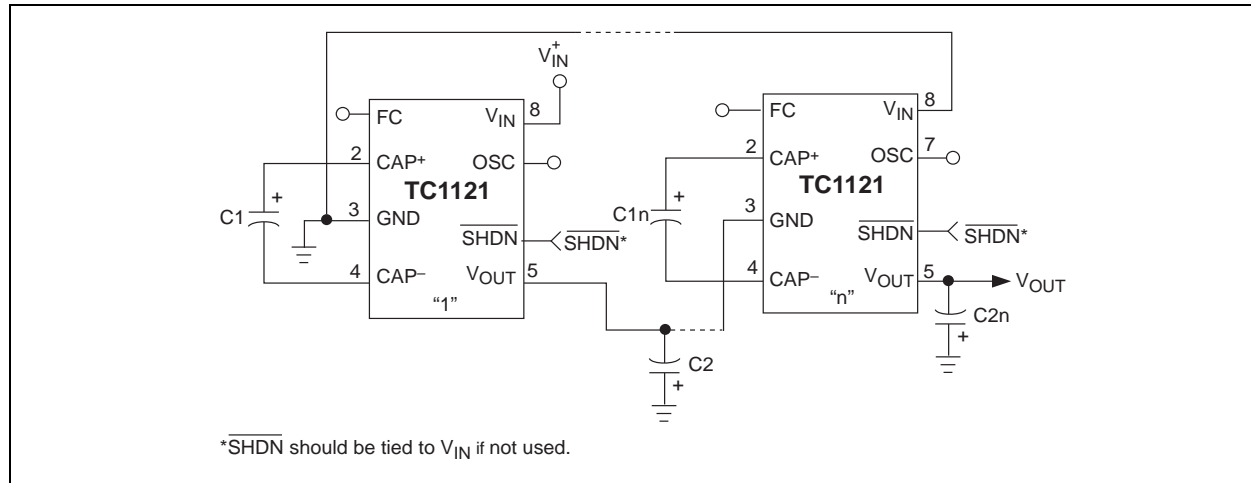 V+IN
FC
VIN
8
2
CAP+
OSC
TC1121
C1
+
3
GND
SHDN
SHDN*
4
CAP–
VOUT
5
“1”
C2
+
FC
VIN
8
2
CAP+
OSC
7
TC1121
C1n
+
3
GND
SHDN
SHDN*
4
CAP–
VOUT
5
“n”
VOUT
C2n
+
*SHDN should be tied to VIN if not used.